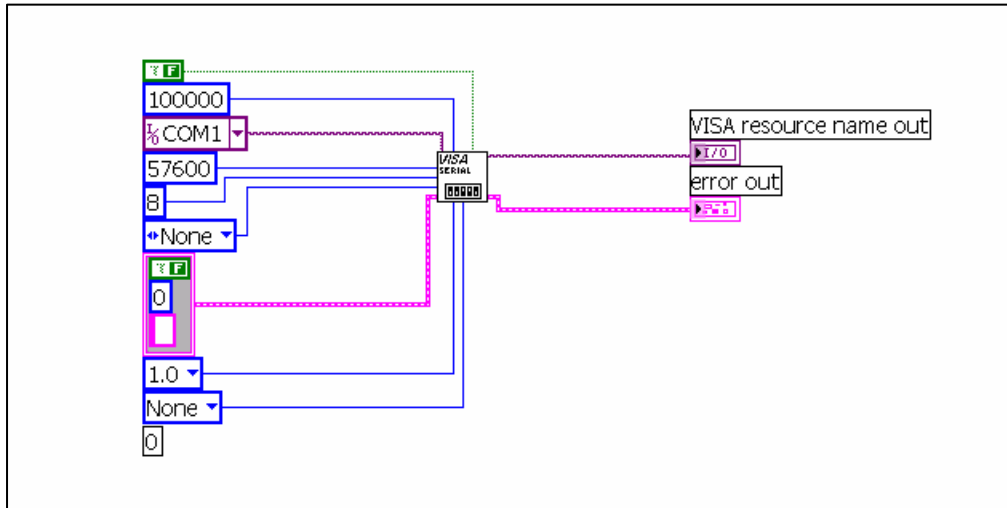 F
100000
I/O COM1
VISA resource name out
VISA
SERIAL
I/O
57600
error out
8
None
F
0
1.0
None
0